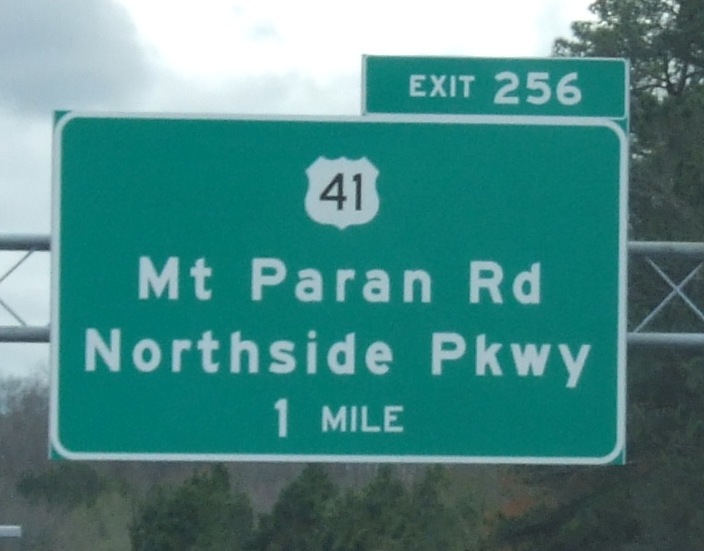 EXIT 256
41
Mt Paran Rd
Northside Pkwy
1 MILE